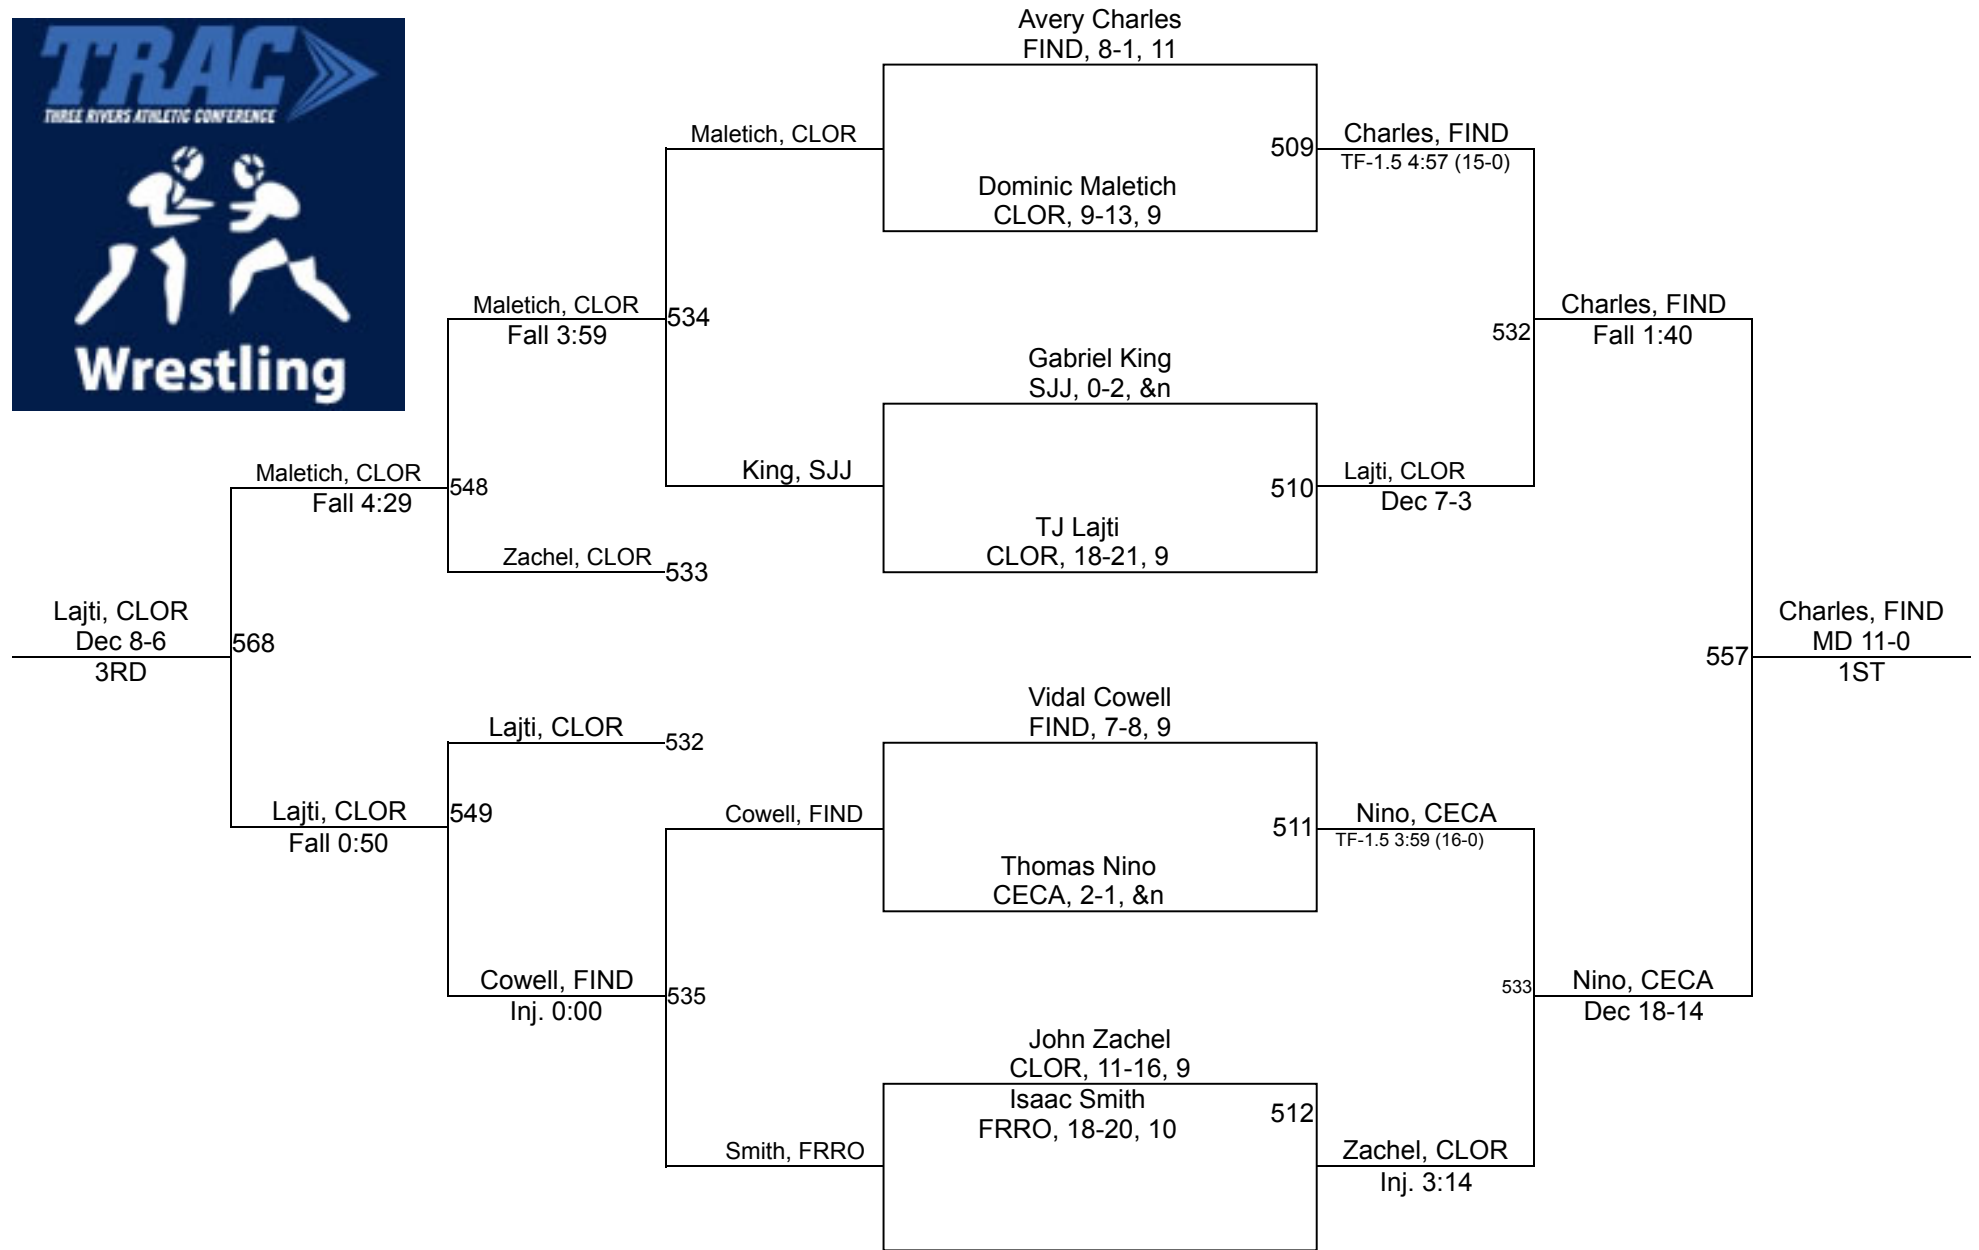 TRAC
THREE RIVERS ATHLETIC CONFERENCE
Wrestling
Avery Charles
FIND, 8-1, 11
Maletich, CLOR
509
Charles, FIND
TF-1.5 4:57 (15-0)
Dominic Maletich
CLOR, 9-13, 9
Maletich, CLOR
Fall 3:59
534
532
Charles, FIND
Fall 1:40
Gabriel King
SJJ, 0-2, &n
King, SJJ
510
Lajti, CLOR
Dec 7-3
Maletich, CLOR
Fall 4:29
548
TJ Lajti
CLOR, 18-21, 9
Zachel, CLOR
533
Lajti, CLOR
Dec 8-6
3RD
568
557
Charles, FIND
MD 11-0
1ST
Vidal Cowell
FIND, 7-8, 9
Lajti, CLOR
532
Lajti, CLOR
Fall 0:50
549
Cowell, FIND
511
Nino, CECA
TF-1.5 3:59 (16-0)
Thomas Nino
CECA, 2-1, &n
Cowell, FIND
Inj. 0:00
535
533
Nino, CECA
Dec 18-14
John Zachel
CLOR, 11-16, 9
Isaac Smith
FRRO, 18-20, 10
512
Smith, FRRO
Zachel, CLOR
Inj. 3:14